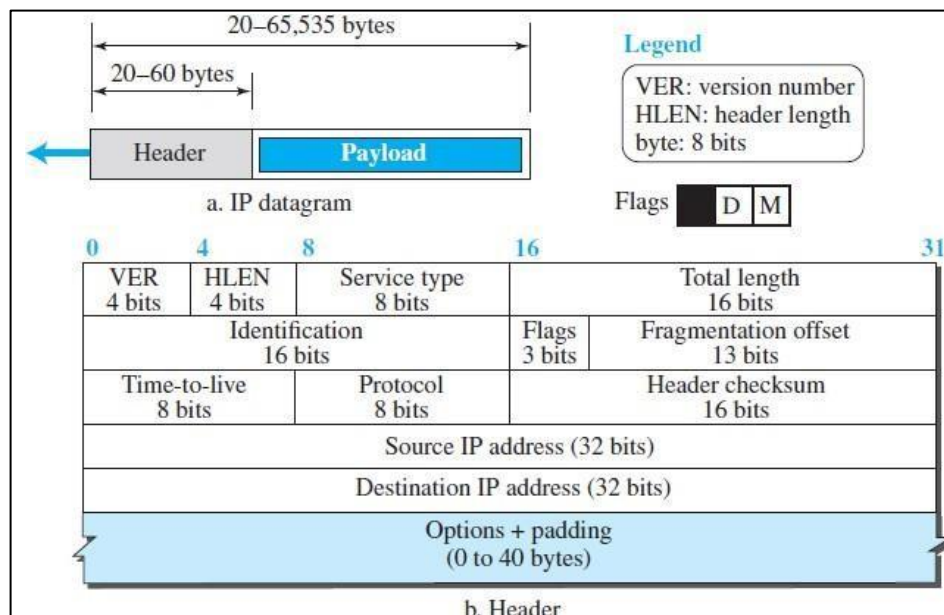 20–65,535 bytes
20–60 bytes
Header
Payload
a. IP datagram
Legend
VER: version number
HLEN: header length
byte: 8 bits
Flags D M
0 4 8 16 31
VER HLEN Service type Total length
4 bits 4 bits 8 bits 16 bits
Identification Flags Fragmentation offset
16 bits 3 bits 13 bits
Time-to-live Protocol Header checksum
8 bits 8 bits 16 bits
Source IP address (32 bits)
Destination IP address (32 bits)
Options + padding
(0 to 40 bytes)
b. Header